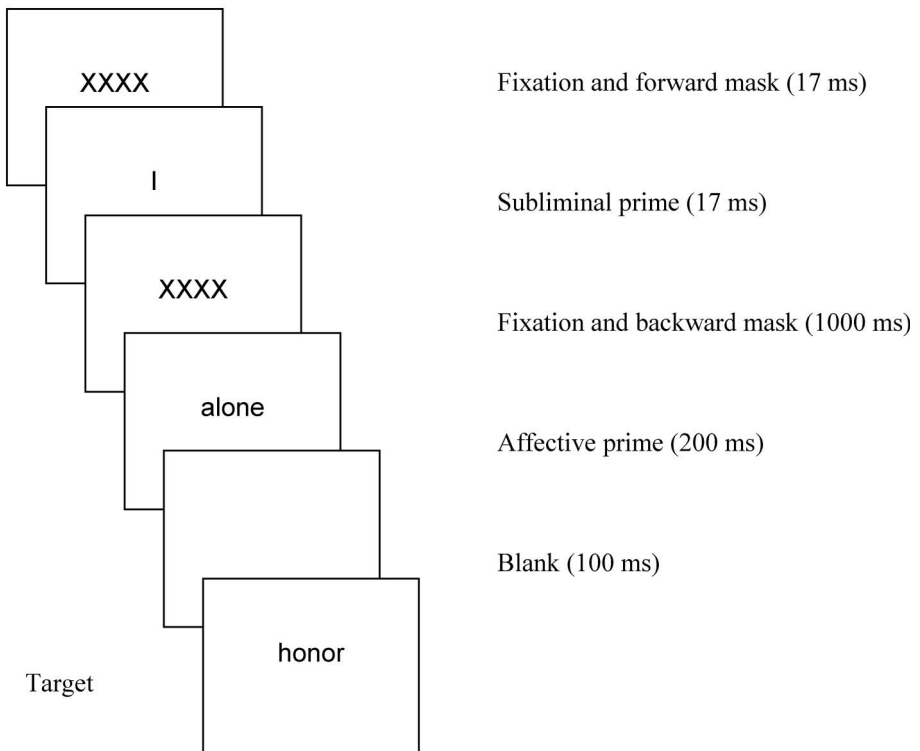 XXXX
Fixation and forward mask (17 ms)
I
Subliminal prime (17 ms)
XXXX
Fixation and backward mask (1000 ms)
alone
Affective prime (200 ms)
Blank (100 ms)
honor
Target